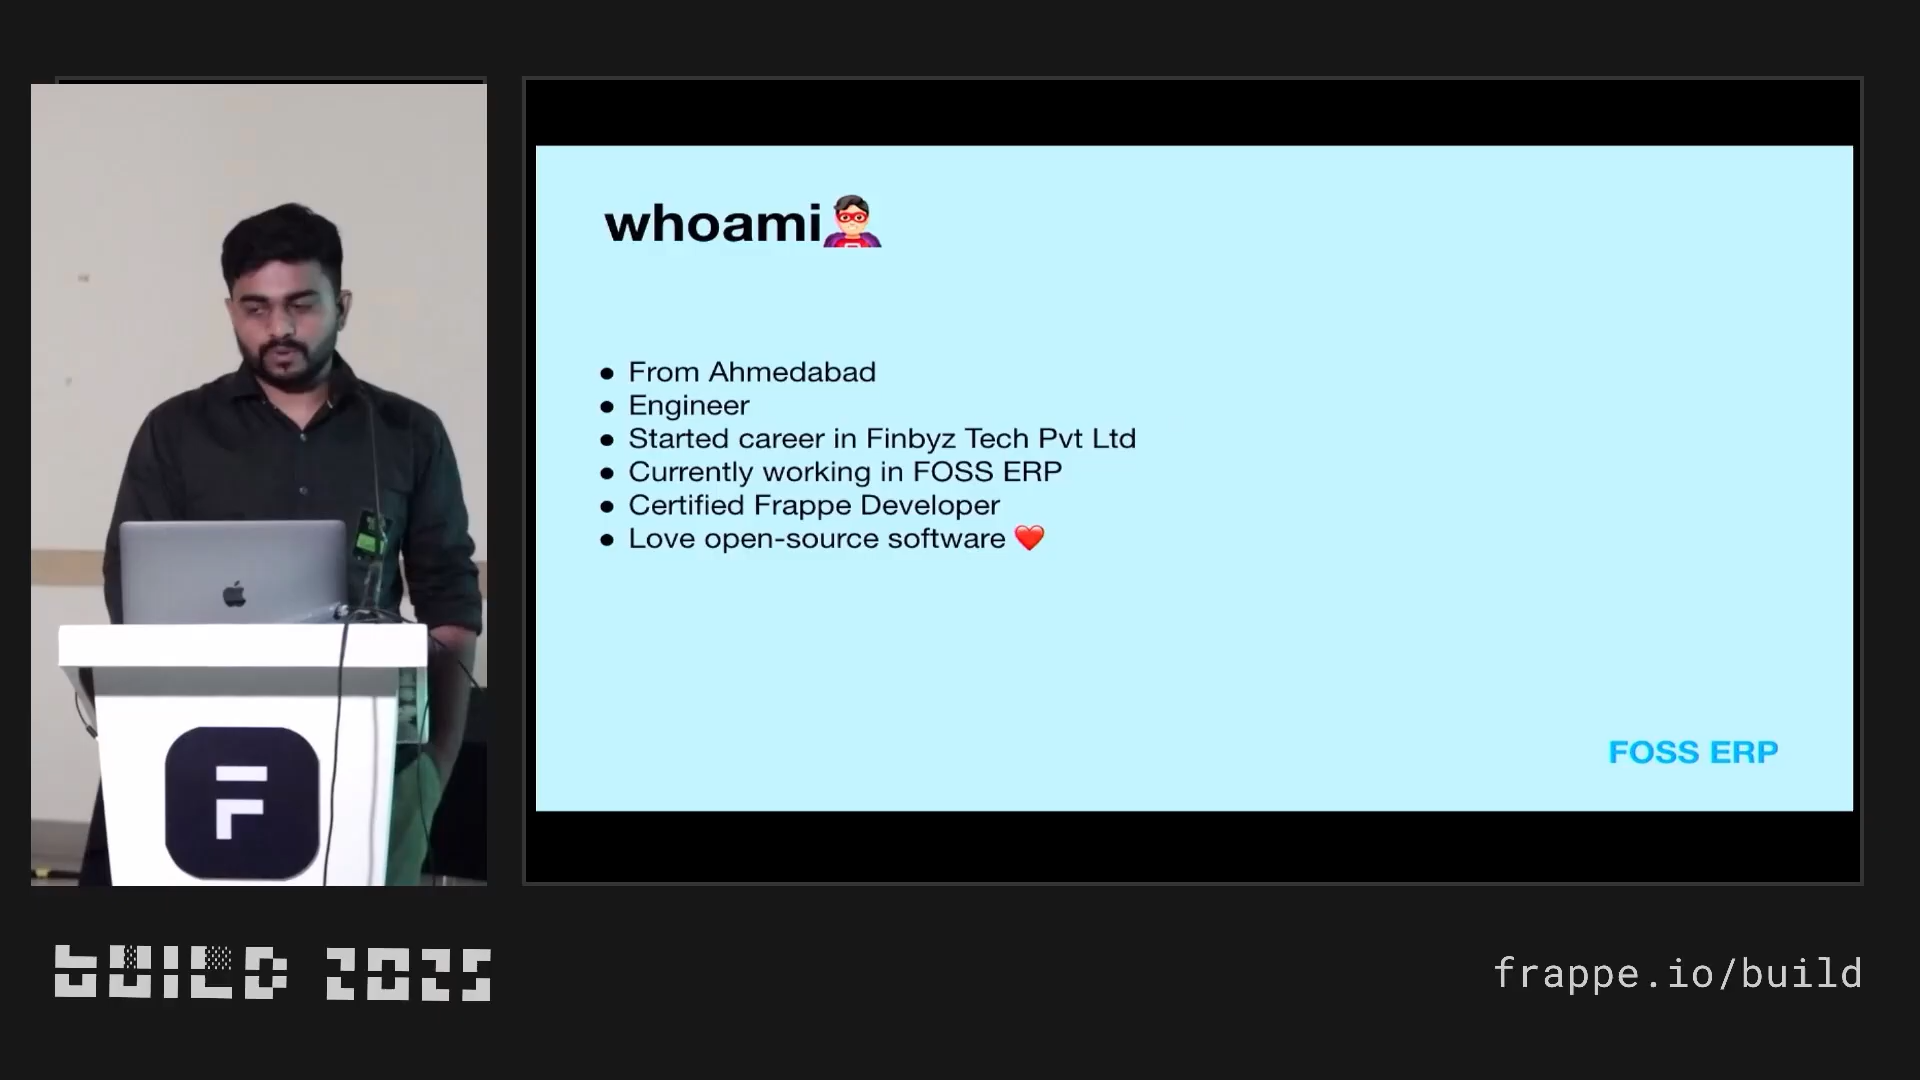 whoami
From Ahmedabad
Engineer
Started career in Finbyz Tech Pvt Ltd
Currently working in FOSS ERP
Certified Frappe Developer
Love open-source software ❤️
FOSS ERP
F
BUILD 2025
frappe.io/build